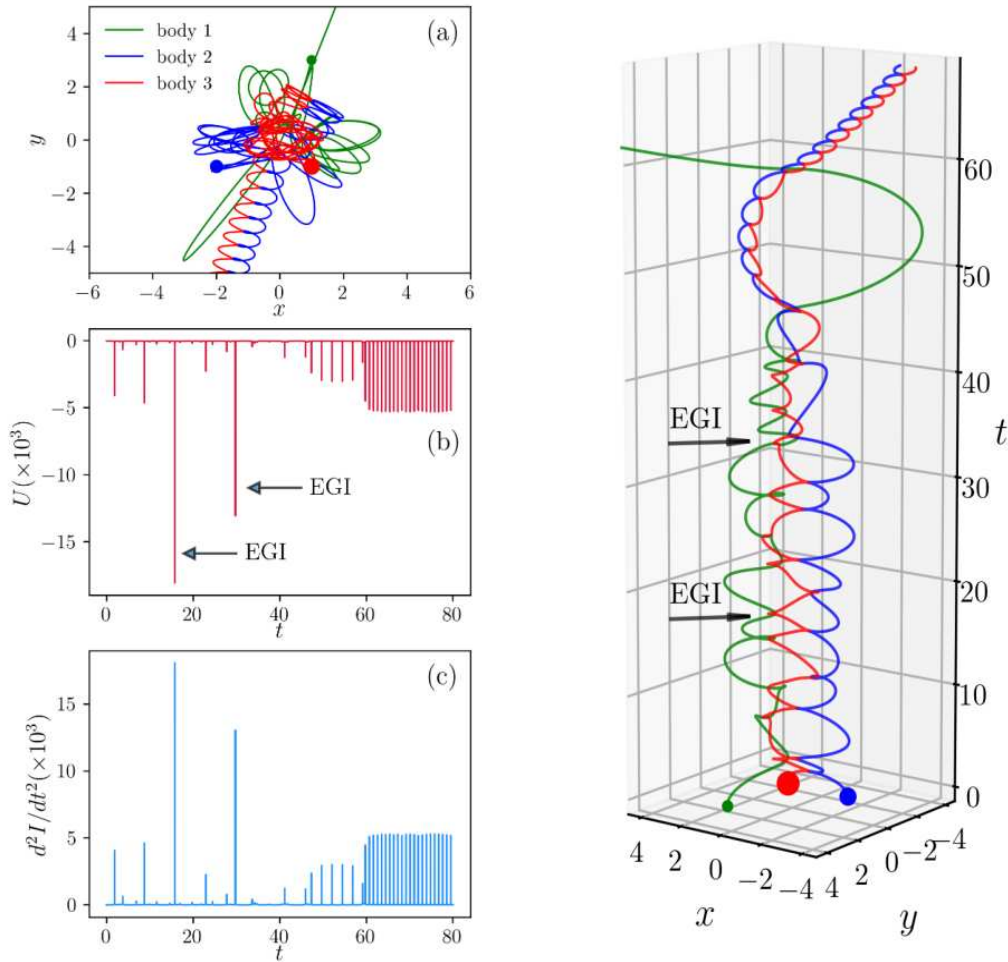 (a)
body 1
body 2
body 3
4
2
0
−2
−4
y
−6 −4 −2 0 2 4 6
x
0
−5
−10
−15
U(×10³)
(b)
EGI
EGI
0 20 40 60 80
t
(c)
15
10
5
0
d²I/dt²(×10³)
0 20 40 60 80
t
60
50
40
30
20
10
0
t
EGI
EGI
4 2 0 −2 −4
x
4 2 0 −2 −4
y